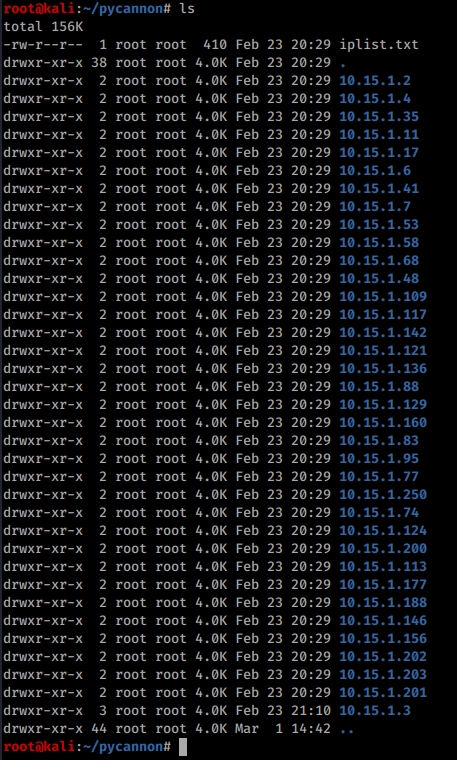 root@kali:~/pycannon# ls
total 156K
-rw-r--r--  1 root root  410 Feb 23 20:29 iplist.txt
drwxr-xr-x 38 root root 4.0K Feb 23 20:29 .
drwxr-xr-x  2 root root 4.0K Feb 23 20:29 10.15.1.2
drwxr-xr-x  2 root root 4.0K Feb 23 20:29 10.15.1.4
drwxr-xr-x  2 root root 4.0K Feb 23 20:29 10.15.1.35
drwxr-xr-x  2 root root 4.0K Feb 23 20:29 10.15.1.11
drwxr-xr-x  2 root root 4.0K Feb 23 20:29 10.15.1.17
drwxr-xr-x  2 root root 4.0K Feb 23 20:29 10.15.1.6
drwxr-xr-x  2 root root 4.0K Feb 23 20:29 10.15.1.41
drwxr-xr-x  2 root root 4.0K Feb 23 20:29 10.15.1.7
drwxr-xr-x  2 root root 4.0K Feb 23 20:29 10.15.1.53
drwxr-xr-x  2 root root 4.0K Feb 23 20:29 10.15.1.58
drwxr-xr-x  2 root root 4.0K Feb 23 20:29 10.15.1.68
drwxr-xr-x  2 root root 4.0K Feb 23 20:29 10.15.1.48
drwxr-xr-x  2 root root 4.0K Feb 23 20:29 10.15.1.109
drwxr-xr-x  2 root root 4.0K Feb 23 20:29 10.15.1.117
drwxr-xr-x  2 root root 4.0K Feb 23 20:29 10.15.1.142
drwxr-xr-x  2 root root 4.0K Feb 23 20:29 10.15.1.121
drwxr-xr-x  2 root root 4.0K Feb 23 20:29 10.15.1.136
drwxr-xr-x  2 root root 4.0K Feb 23 20:29 10.15.1.88
drwxr-xr-x  2 root root 4.0K Feb 23 20:29 10.15.1.129
drwxr-xr-x  2 root root 4.0K Feb 23 20:29 10.15.1.160
drwxr-xr-x  2 root root 4.0K Feb 23 20:29 10.15.1.83
drwxr-xr-x  2 root root 4.0K Feb 23 20:29 10.15.1.95
drwxr-xr-x  2 root root 4.0K Feb 23 20:29 10.15.1.77
drwxr-xr-x  2 root root 4.0K Feb 23 20:29 10.15.1.250
drwxr-xr-x  2 root root 4.0K Feb 23 20:29 10.15.1.74
drwxr-xr-x  2 root root 4.0K Feb 23 20:29 10.15.1.124
drwxr-xr-x  2 root root 4.0K Feb 23 20:29 10.15.1.200
drwxr-xr-x  2 root root 4.0K Feb 23 20:29 10.15.1.113
drwxr-xr-x  2 root root 4.0K Feb 23 20:29 10.15.1.177
drwxr-xr-x  2 root root 4.0K Feb 23 20:29 10.15.1.188
drwxr-xr-x  2 root root 4.0K Feb 23 20:29 10.15.1.146
drwxr-xr-x  2 root root 4.0K Feb 23 20:29 10.15.1.156
drwxr-xr-x  2 root root 4.0K Feb 23 20:29 10.15.1.202
drwxr-xr-x  2 root root 4.0K Feb 23 20:29 10.15.1.203
drwxr-xr-x  2 root root 4.0K Feb 23 20:29 10.15.1.201
drwxr-xr-x  3 root root 4.0K Feb 23 21:10 10.15.1.3
drwxr-xr-x 44 root root 4.0K Mar  1 14:42 ..
root@kali:~/pycannon#